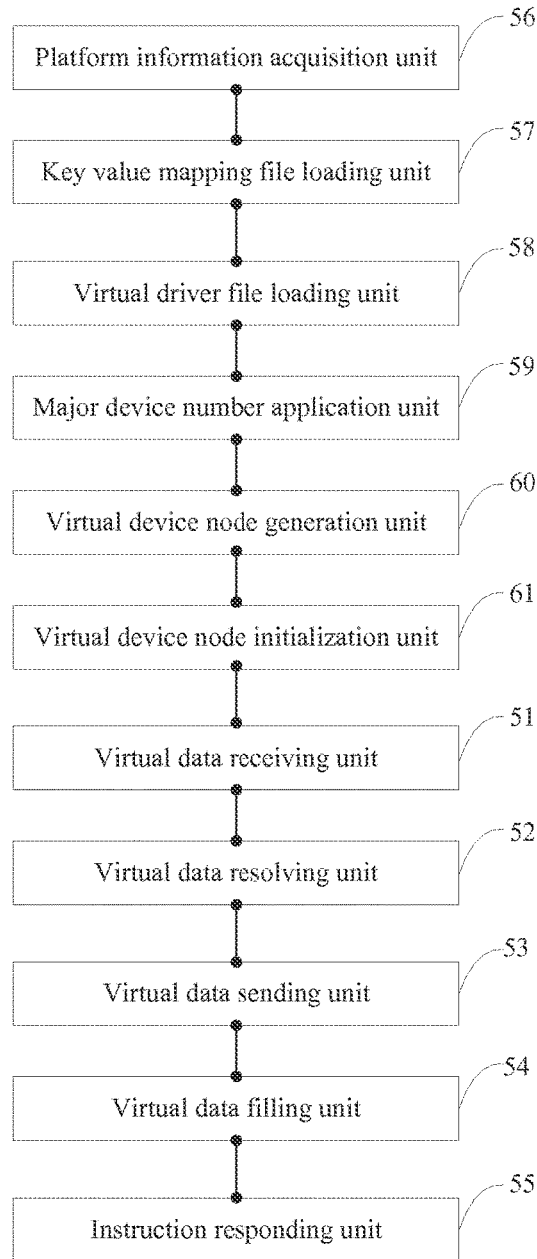 56
Platform information acquisition unit
57
Key value mapping file loading unit
58
Virtual driver file loading unit
59
Major device number application unit
60
Virtual device node generation unit
61
Virtual device node initialization unit
51
Virtual data receiving unit
52
Virtual data resolving unit
53
Virtual data sending unit
54
Virtual data filling unit
55
Instruction responding unit